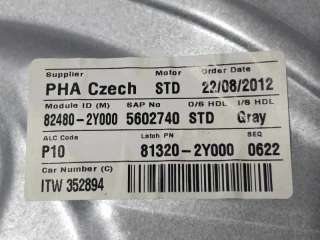 Supplier Motor Order Date
PHA Czech STD 22/08/2012
Module ID (M) SAP No O/S HDL I/S HDL
82480-2Y000 5602740 STD Gray
ALC Code Latch PN SEQ
P10 81320-2Y000 0622
Car Number (C)
ITW 352894